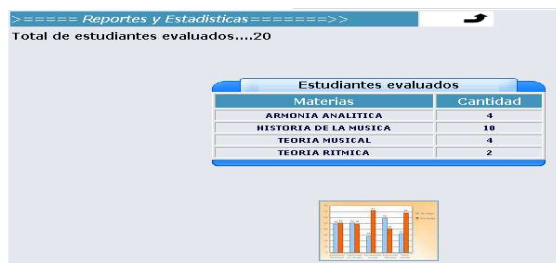 >===== Reportes y Estadisticas=======>>
Total de estudiantes evaluados....20
Estudiantes evaluados
Materias Cantidad
ARMONIA ANALITICA 4
HISTORIA DE LA MUSICA 10
TEORIA MUSICAL 4
TEORIA RITMICA 2